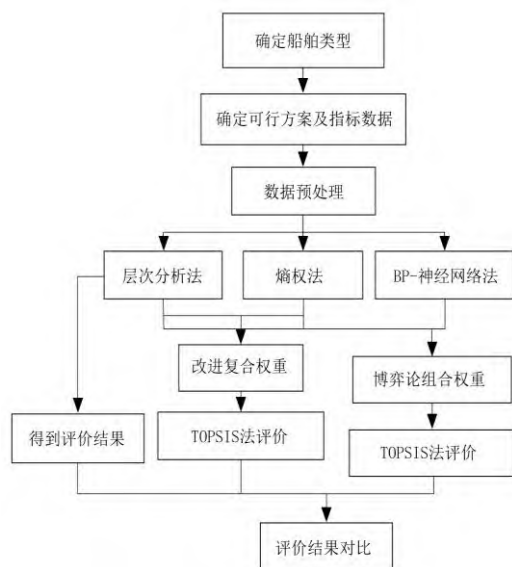 确定船舶类型
确定可行方案及指标数据
数据预处理
层次分析法
熵权法
BP-神经网络法
改进复合权重
博弈论组合权重
得到评价结果
TOPSIS法评价
TOPSIS法评价
评价结果对比